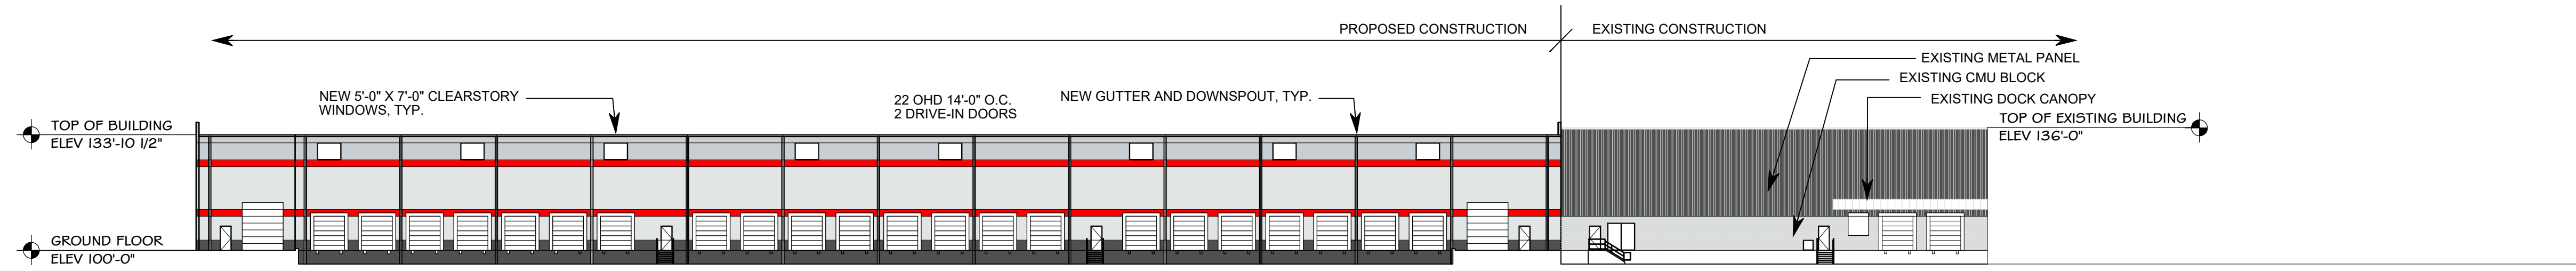 PROPOSED CONSTRUCTION
EXISTING CONSTRUCTION
EXISTING METAL PANEL
EXISTING CMU BLOCK
EXISTING DOCK CANOPY
NEW 5'-0" X 7'-0" CLEARSTORY
WINDOWS, TYP.
22 OHD 14'-0" O.C.
2 DRIVE-IN DOORS
NEW GUTTER AND DOWNSPOUT, TYP.
TOP OF BUILDING
ELEV 133'-10 1/2"
TOP OF EXISTING BUILDING
ELEV 136'-0"
GROUND FLOOR
ELEV 100'-0"